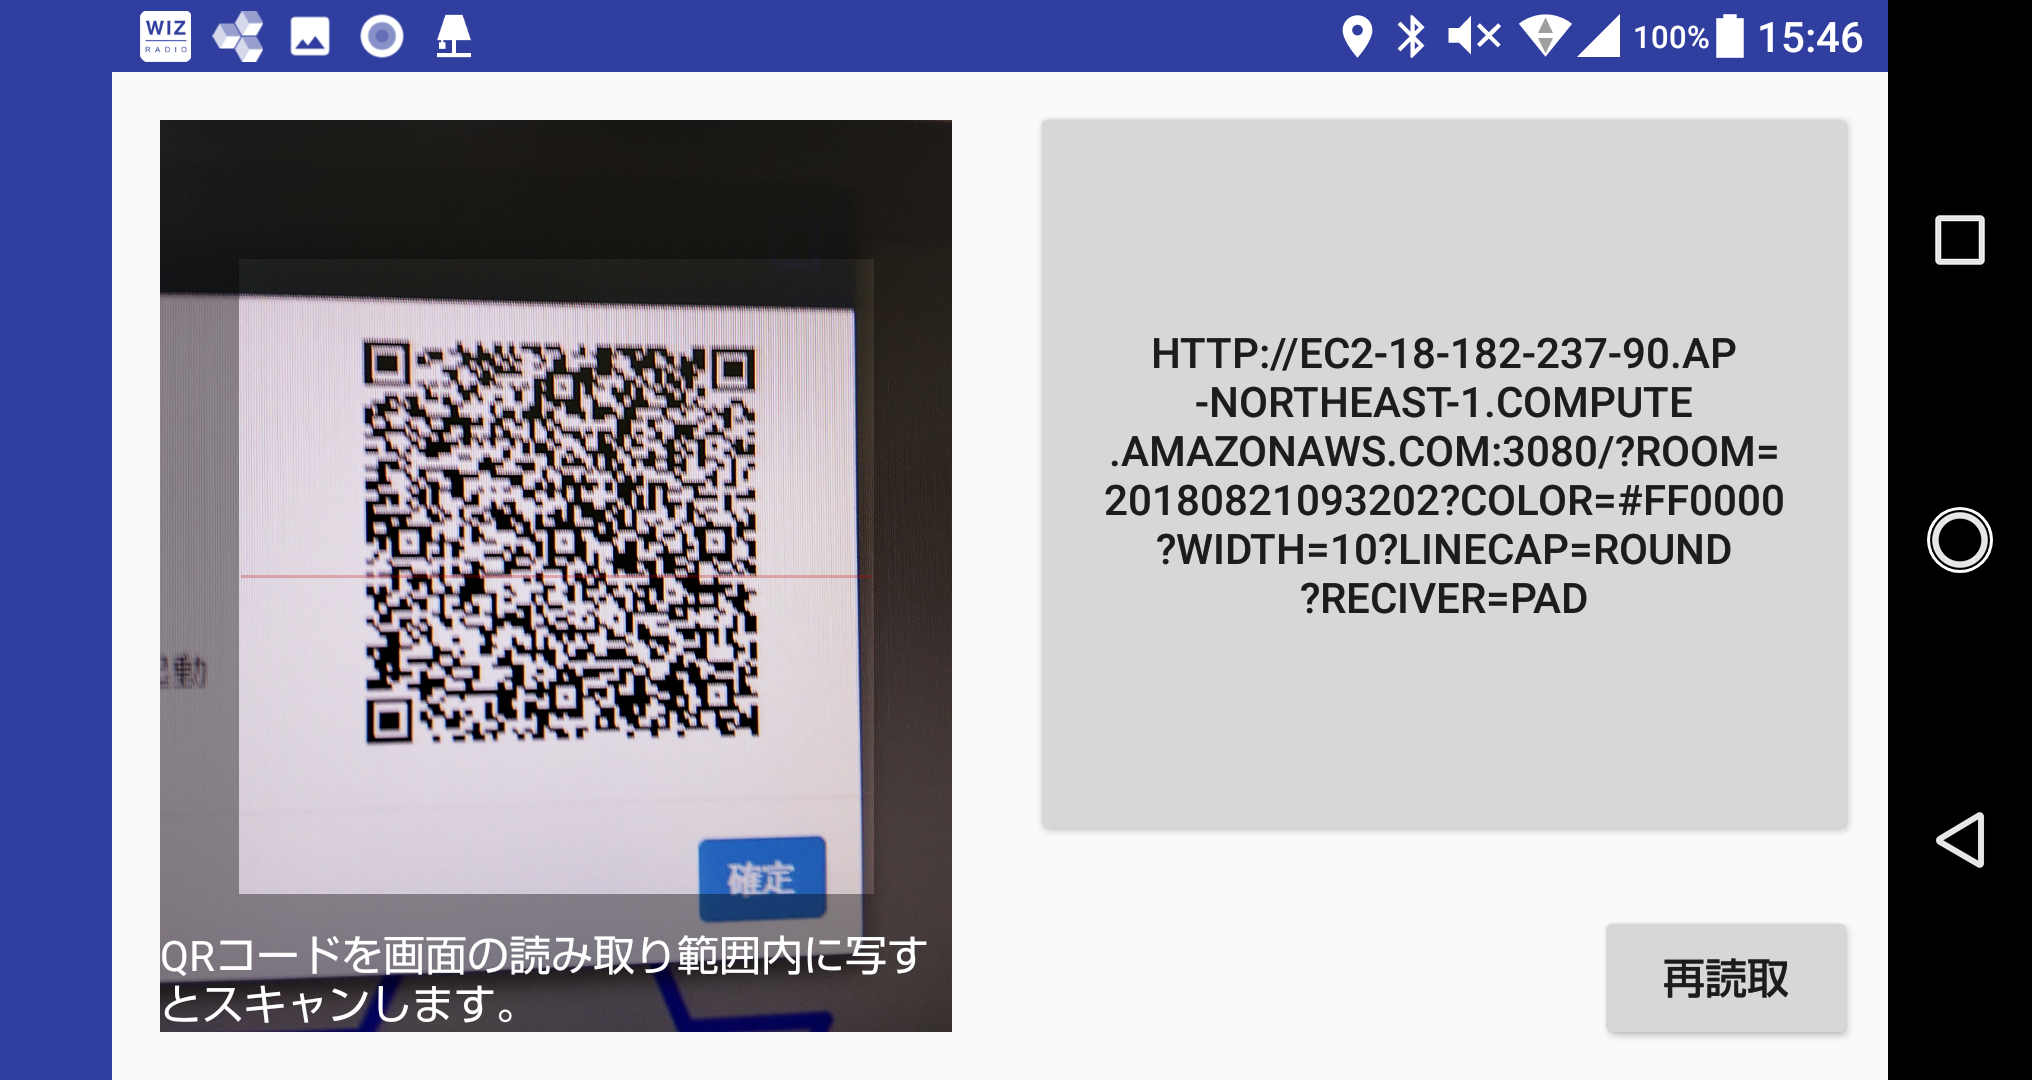 WIZ
RADIO
100%
15:46
動
確定
QRコードを画面の読み取り範囲内に写す
とスキャンします。
HTTP://EC2-18-182-237-90.AP
-NORTHEAST-1.COMPUTE
.AMAZONAWS.COM:3080/?ROOM=
20180821093202?COLOR=#FF0000
?WIDTH=10?LINECAP=ROUND
?RECIVER=PAD
再読取